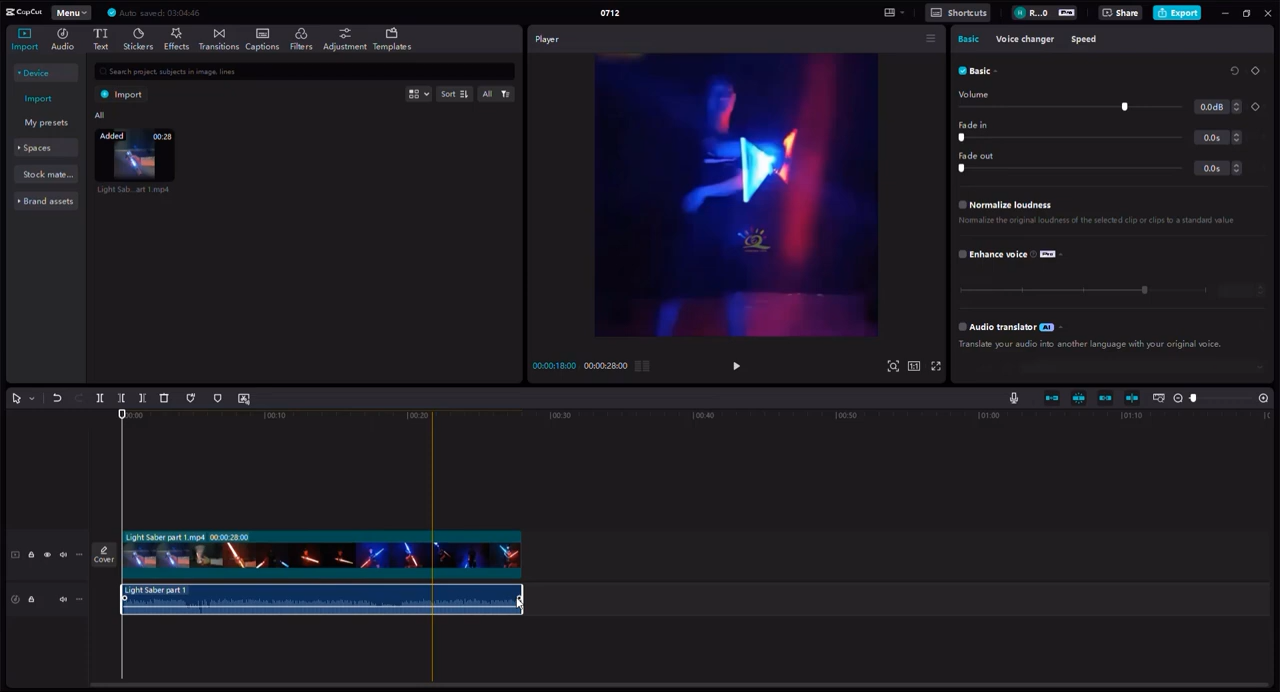 CapCut Menu Auto saved: 03:04:46 0712 Shortcuts R...0 Pro Share Export
Import Audio Text Stickers Effects Transitions Captions Filters Adjustment Templates
Device
Import
My presets
Spaces
Stock mate...
Brand assets
Search project, subjects in image, lines
Import Sort All
All
Added 00:28
Light Sab...art 1.mp4
Player
00:00:18:00 00:00:28:00
1:1
Basic Voice changer Speed
Basic
Volume
0.0dB
Fade in
0.0s
Fade out
0.0s
Normalize loudness
Normalize the original loudness of the selected clip or clips to a standard value
Enhance voice Pro
Audio translator AI
Translate your audio into another language with your original voice.
00:00 00:10 00:20 00:30 00:40 00:50 01:00 01:10
Cover
Light Saber part 1.mp4 00:00:28:00
Light Saber part 1